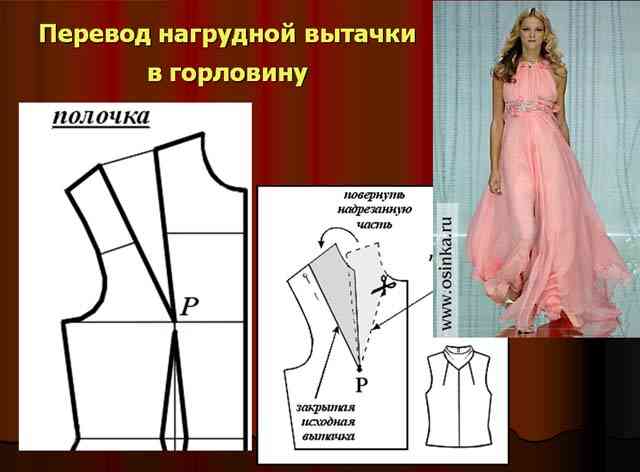 Перевод нагрудной вытачки
в горловину
полочка
P
повернуть
надрезанную
часть
P
закрытая
исходная
вытачка
www.osinka.ru